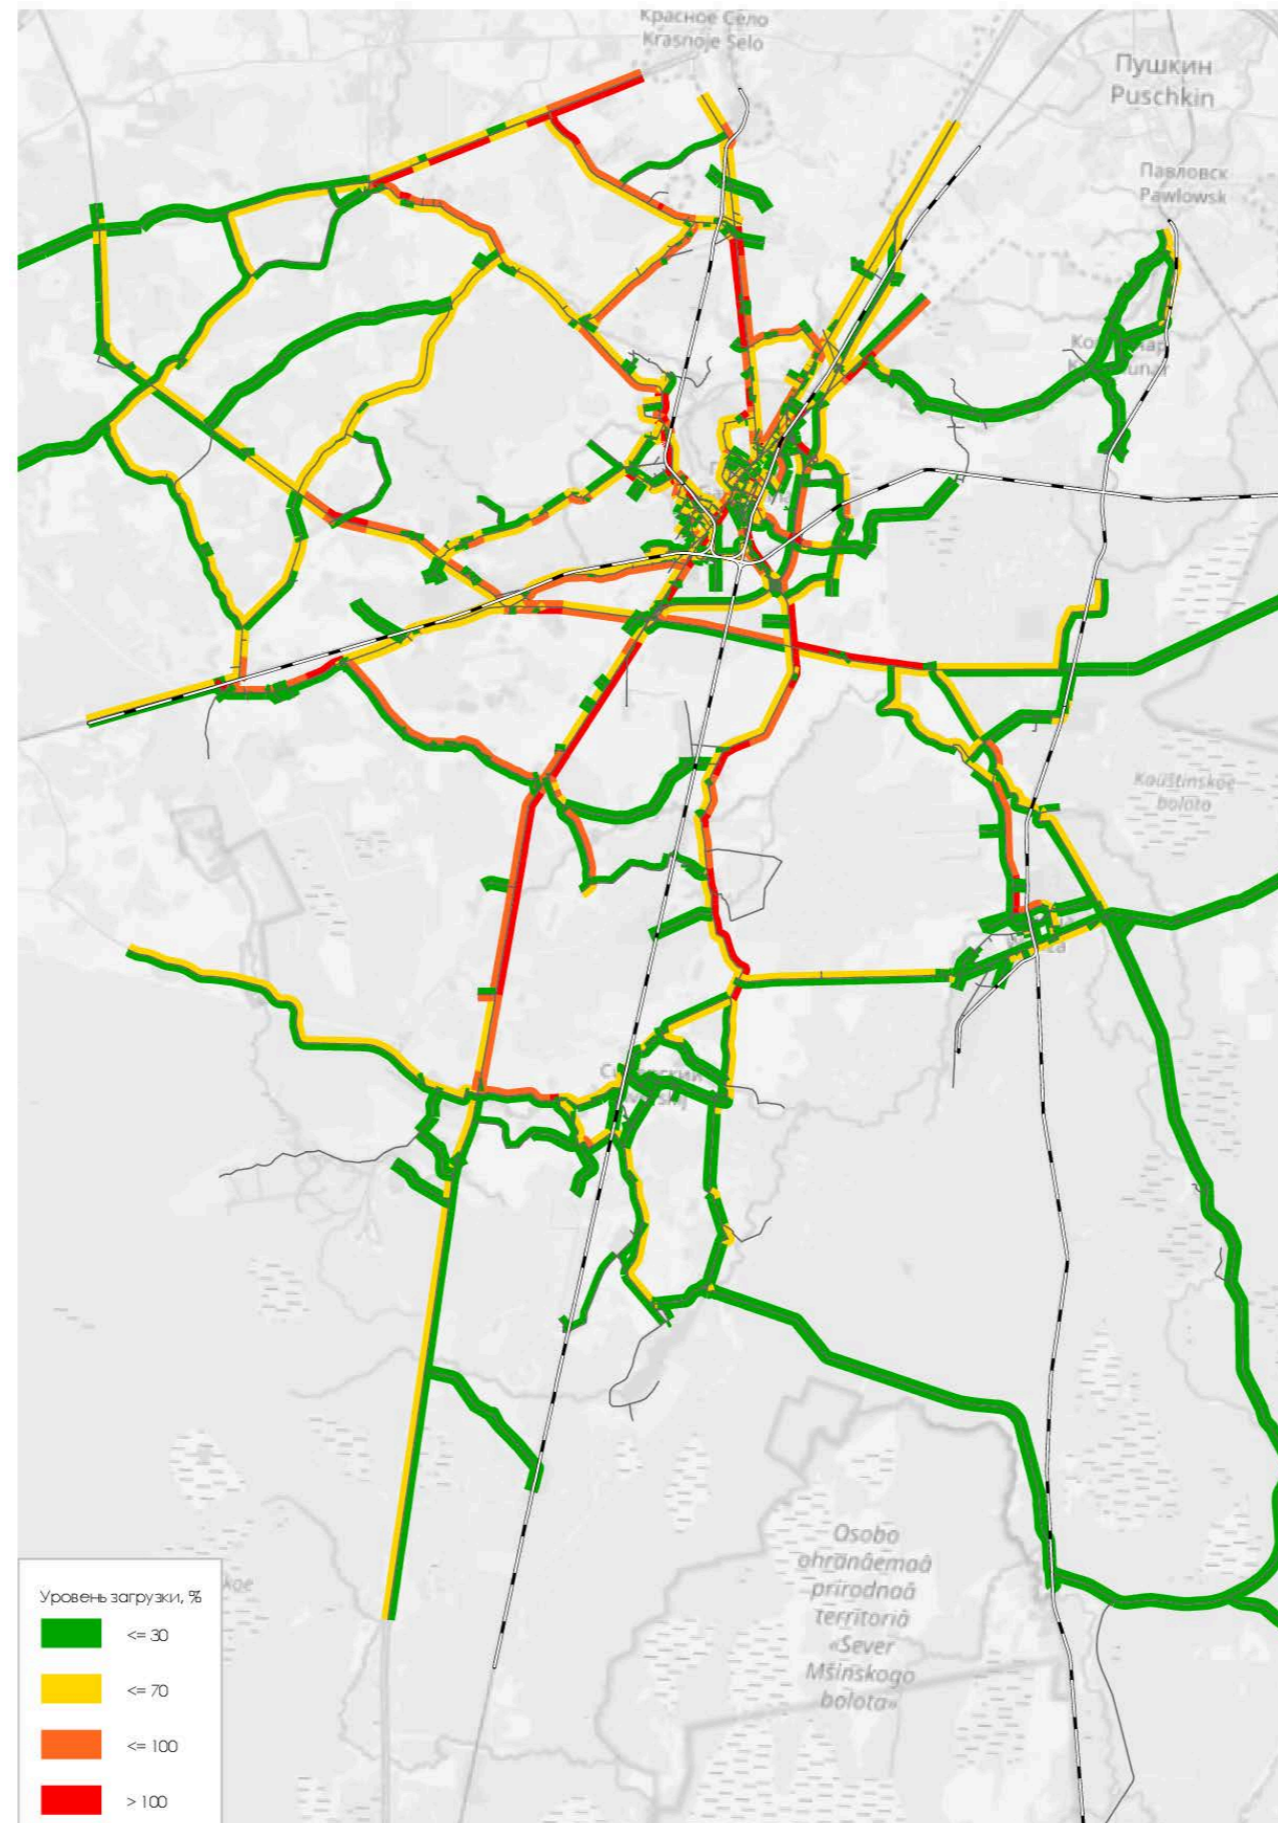 Красное Село
Krasnoje Selo
Пушкин
Puschkin
Павловск
Pawlowsk
Kauštinskoe
boloto
Osobo
ohranâemaâ
prirodnaâ
territoriâ
«Sever
Mšinskogo
bolota»
Уровень загрузки, %
<= 30
<= 70
<= 100
> 100